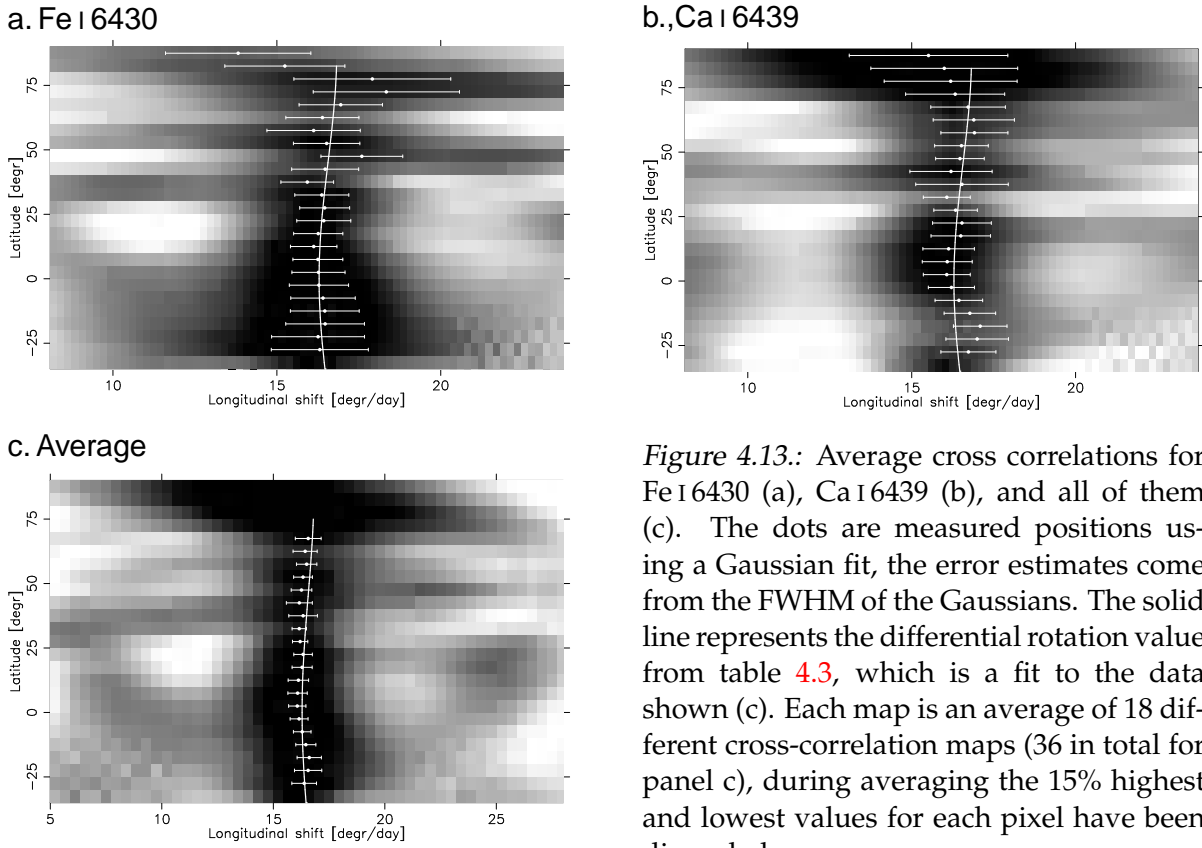 a. Fe I 6430
75
50
25
0
−25
Latitude [degr]
10 15 20
Longitudinal shift [degr/day]
b.,Ca I 6439
75
50
25
0
−25
Latitude [degr]
10 15 20
Longitudinal shift [degr/day]
c. Average
75
50
25
0
−25
Latitude [degr]
5 10 15 20 25
Longitudinal shift [degr/day]
Figure 4.13.: Average cross correlations for
Fe I 6430 (a), Ca I 6439 (b), and all of them
(c). The dots are measured positions us-
ing a Gaussian fit, the error estimates come
from the FWHM of the Gaussians. The solid
line represents the differential rotation value
from table 4.3, which is a fit to the data
shown (c). Each map is an average of 18 dif-
ferent cross-correlation maps (36 in total for
panel c), during averaging the 15% highest
and lowest values for each pixel have been